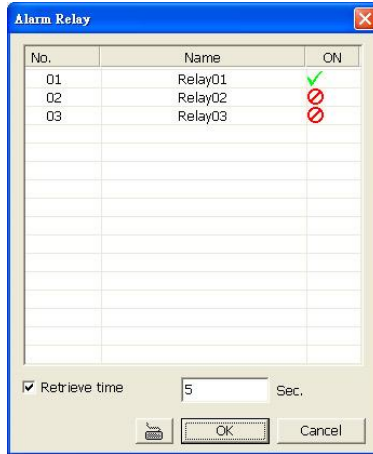 Alarm Relay
No. Name ON
01 Relay01
02 Relay02
03 Relay03
Retrieve time 5 Sec.
OK Cancel